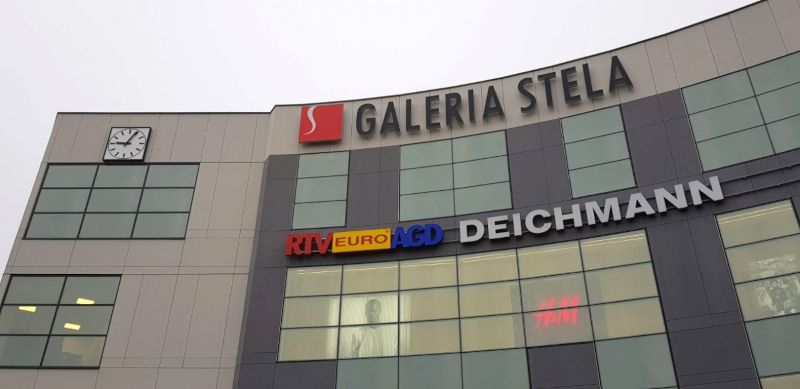 S GALERIA STELA
RTV EURO AGD DEICHMANN
H&M